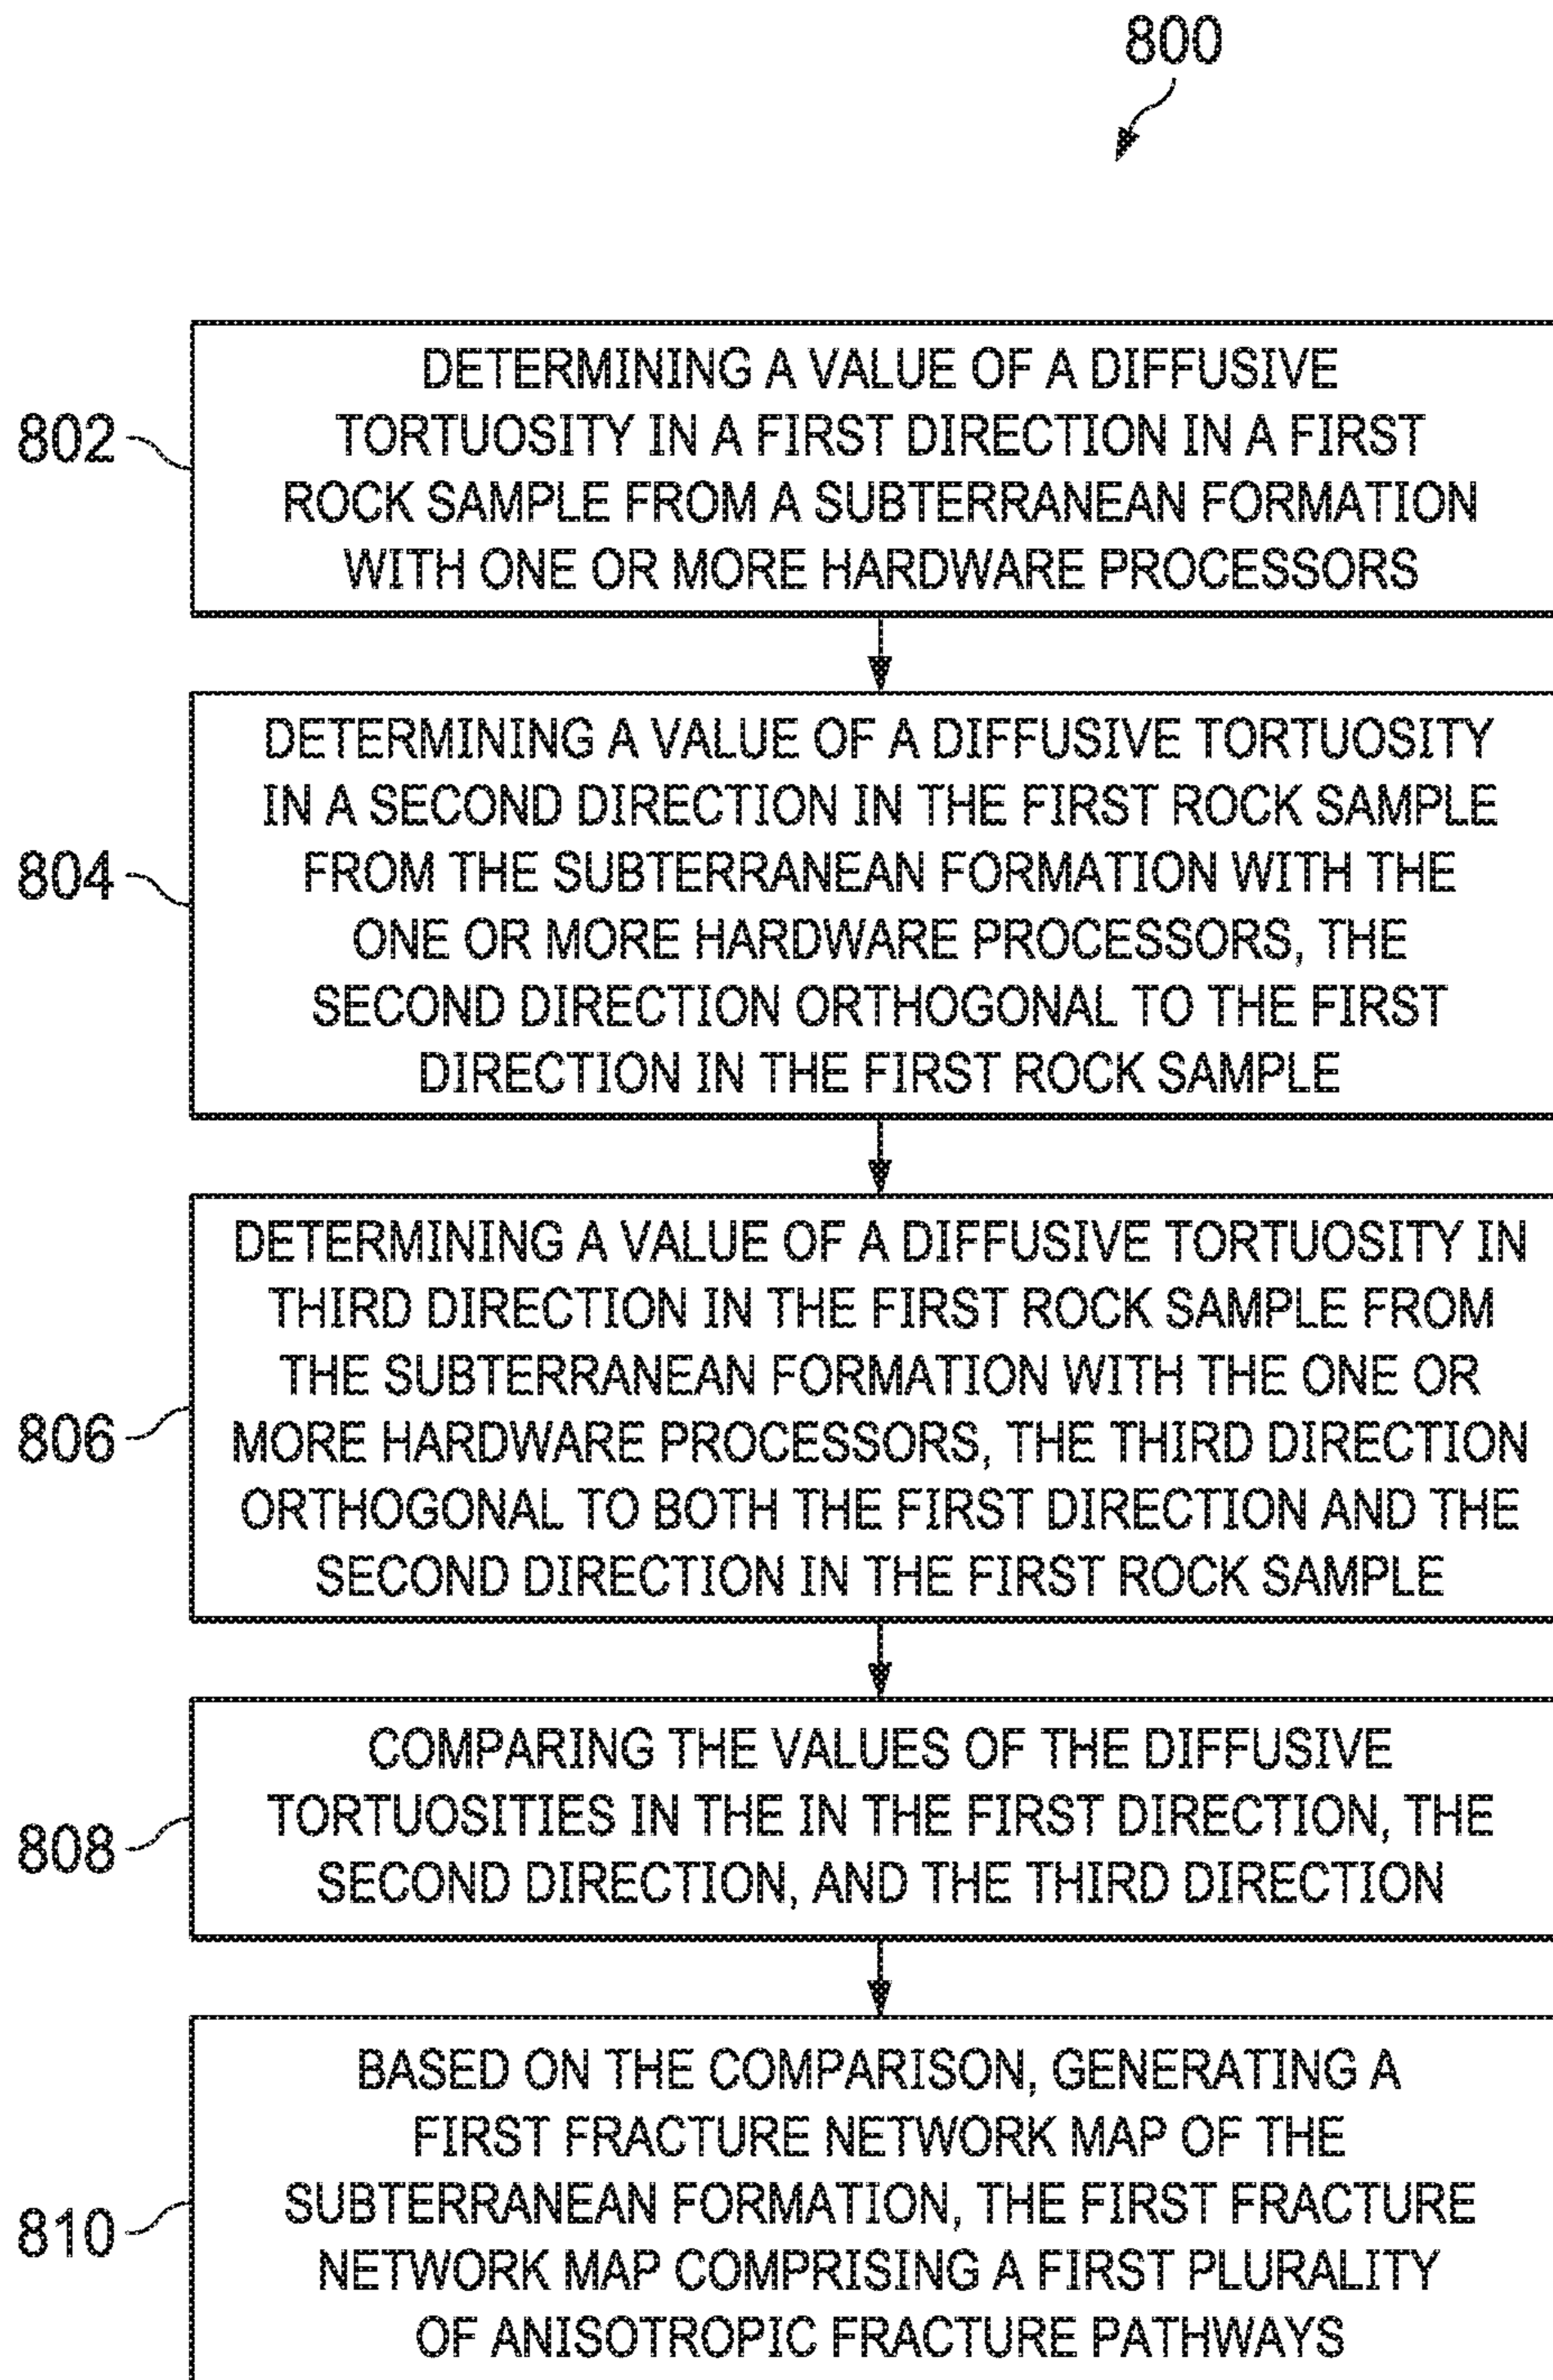 800
802
DETERMINING A VALUE OF A DIFFUSIVE
TORTUOSITY IN A FIRST DIRECTION IN A FIRST
ROCK SAMPLE FROM A SUBTERRANEAN FORMATION
WITH ONE OR MORE HARDWARE PROCESSORS
804
DETERMINING A VALUE OF A DIFFUSIVE TORTUOSITY
IN A SECOND DIRECTION IN THE FIRST ROCK SAMPLE
FROM THE SUBTERRANEAN FORMATION WITH THE
ONE OR MORE HARDWARE PROCESSORS, THE
SECOND DIRECTION ORTHOGONAL TO THE FIRST
DIRECTION IN THE FIRST ROCK SAMPLE
806
DETERMINING A VALUE OF A DIFFUSIVE TORTUOSITY IN
THIRD DIRECTION IN THE FIRST ROCK SAMPLE FROM
THE SUBTERRANEAN FORMATION WITH THE ONE OR
MORE HARDWARE PROCESSORS, THE THIRD DIRECTION
ORTHOGONAL TO BOTH THE FIRST DIRECTION AND THE
SECOND DIRECTION IN THE FIRST ROCK SAMPLE
808
COMPARING THE VALUES OF THE DIFFUSIVE
TORTUOSITIES IN THE IN THE FIRST DIRECTION, THE
SECOND DIRECTION, AND THE THIRD DIRECTION
810
BASED ON THE COMPARISON, GENERATING A
FIRST FRACTURE NETWORK MAP OF THE
SUBTERRANEAN FORMATION, THE FIRST FRACTURE
NETWORK MAP COMPRISING A FIRST PLURALITY
OF ANISOTROPIC FRACTURE PATHWAYS